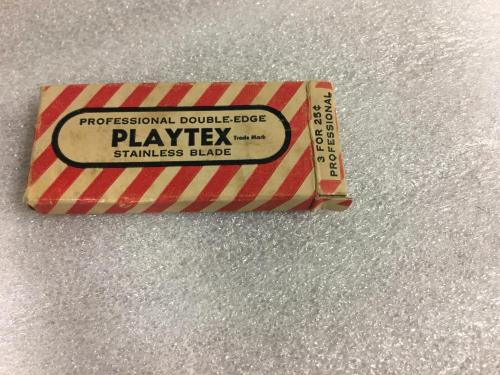 PROFESSIONAL DOUBLE-EDGE
PLAYTEX Trade Mark
STAINLESS BLADE
3 FOR 25¢
PROFESSIONAL